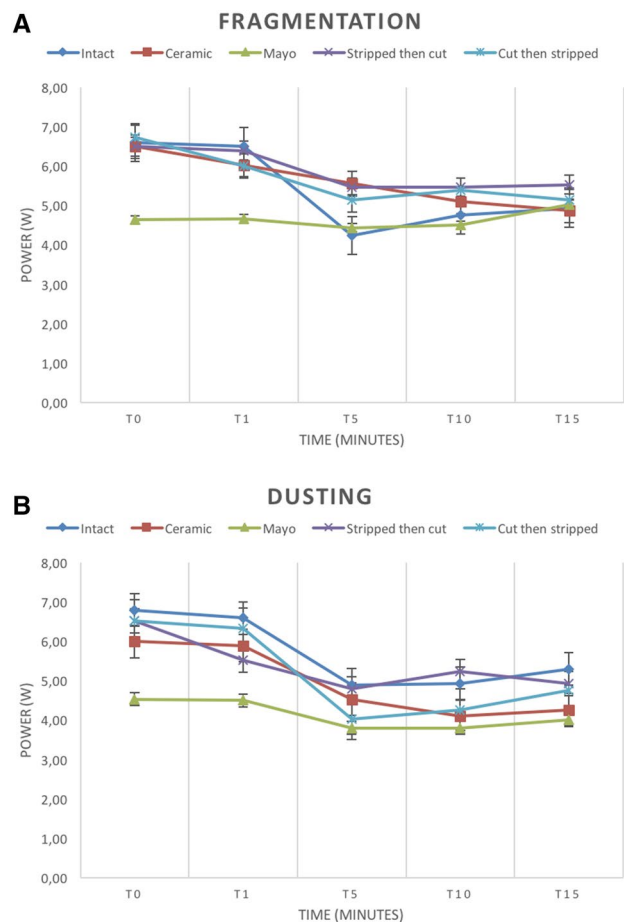 A
FRAGMENTATION
Intact Ceramic Mayo Stripped then cut Cut then stripped
8,00
7,00
6,00
5,00
4,00
3,00
2,00
1,00
0,00
POWER (W)
T0 T1 T5 T10 T15
TIME (MINUTES)
B
DUSTING
Intact Ceramic Mayo Stripped then cut Cut then stripped
8,00
7,00
6,00
5,00
4,00
3,00
2,00
1,00
0,00
POWER (W)
T0 T1 T5 T10 T15
TIME (MINUTES)